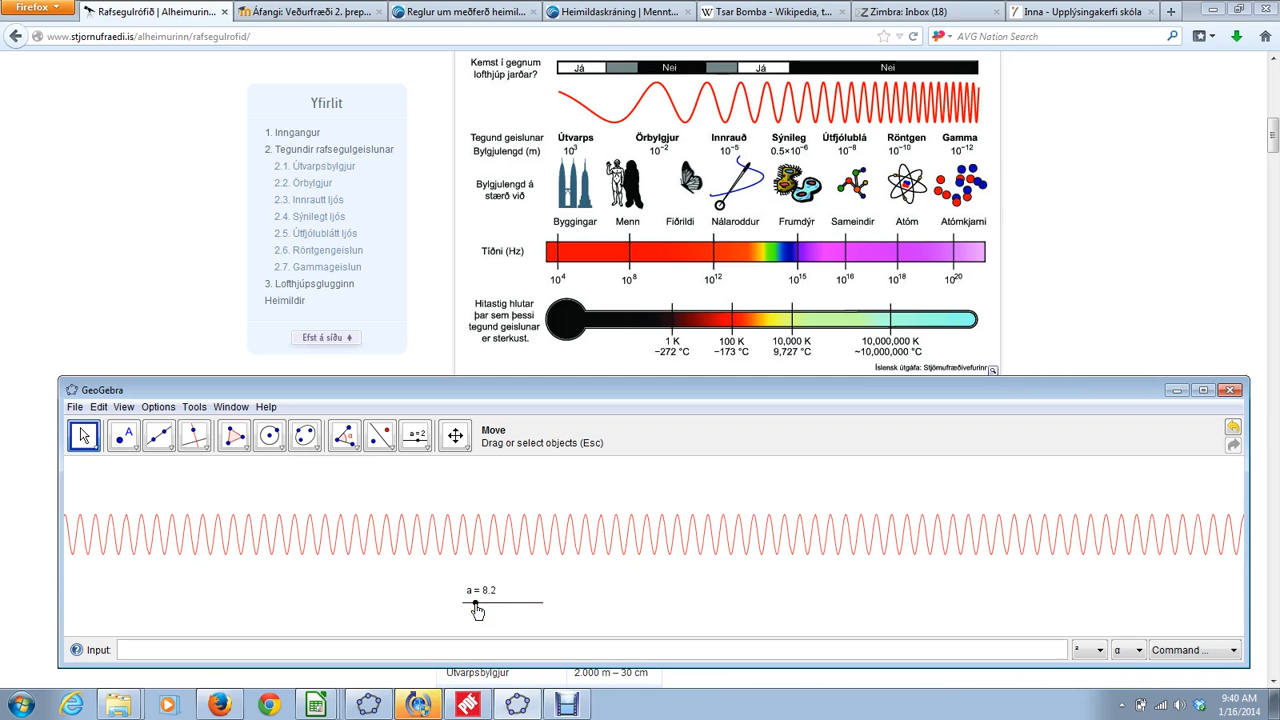 Firefox
Rafsegulrófið | Alheimurinn...
Áfangi: Veðurfræði 2. þrep...
Reglur um meðferð heimil...
Heimildaskráning | Mennt...
Tsar Bomba - Wikipedia, t...
Zimbra: Inbox (18)
Inna - Upplýsingakerfi skóla
www.stjornufraedi.is/alheimurinn/rafsegulrofid/
AVG Nation Search
Yfirlit
1. Inngangur
2. Tegundir rafsegulgeislunar
2.1. Útvarpsbylgjur
2.2. Örbylgjur
2.3. Innrautt ljós
2.4. Sýnilegt ljós
2.5. Útfjólublátt ljós
2.6. Röntgengeislun
2.7. Gammageislun
3. Lofthjúpsglugginn
Heimildir
Efst á síðu
Kemst í gegnum
lofthjúp jarðar?
Já Nei Já Nei
Tegund geislunar
Bylgjulengd (m)
Útvarps Örbylgjur Innrauð Sýnileg Útfjólublá Röntgen Gamma
10³ 10⁻² 10⁻⁵ 0.5×10⁻⁶ 10⁻⁸ 10⁻¹⁰ 10⁻¹²
Bylgjulengd á
stærð við
Byggingar Menn Fiðrildi Nálaroddur Frumdýr Sameindir Atóm Atómkjarni
Tíðni (Hz)
10⁴ 10⁸ 10¹² 10¹⁵ 10¹⁶ 10¹⁸ 10²⁰
Hitastig hlutar
þar sem þessi
tegund geislunar
er sterkust.
1 K 100 K 10,000 K 10,000,000 K
−272 °C −173 °C 9,727 °C ~10,000,000 °C
Íslensk útgáfa: Stjörnufræðivefurinn
GeoGebra
File Edit View Options Tools Window Help
A
a = 2
Move
Drag or select objects (Esc)
a = 8.2
Input:
² α Command ...
Útvarpsbylgjur 2.000 m – 30 cm
9:40 AM
1/16/2014